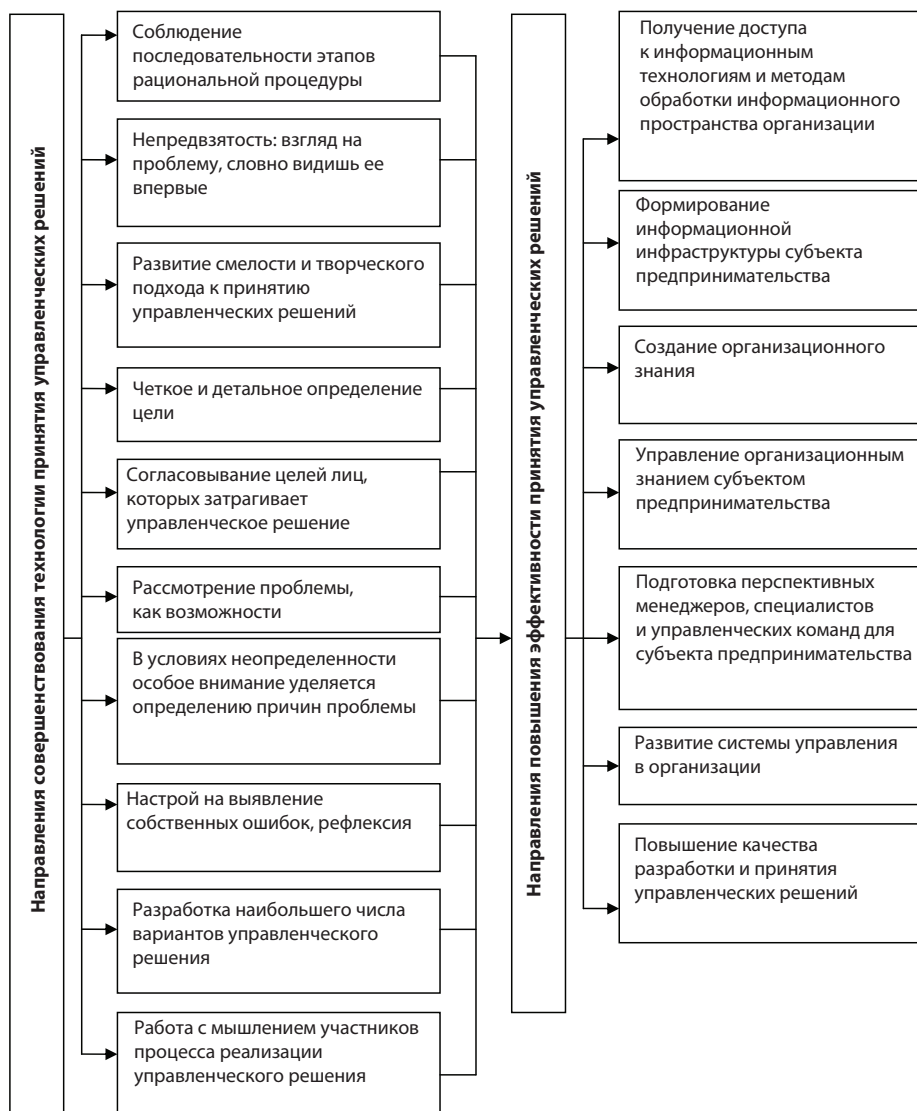 Направления совершенствования технологии принятия управленческих решений
Соблюдение
последовательности этапов
рациональной процедуры
Непредвзятость: взгляд на
проблему, словно видишь ее
впервые
Развитие смелости и творческого
подхода к принятию
управленческих решений
Четкое и детальное определение
цели
Согласовывание целей лиц,
которых затрагивает
управленческое решение
Рассмотрение проблемы,
как возможности
В условиях неопределенности
особое внимание уделяется
определению причин проблемы
Настрой на выявление
собственных ошибок, рефлексия
Разработка наибольшего числа
вариантов управленческого
решения
Работа с мышлением участников
процесса реализации
управленческого решения
Направления повышения эффективности принятия управленческих решений
Получение доступа
к информационным
технологиям и методам
обработки информационного
пространства организации
Формирование
информационной
инфраструктуры субъекта
предпринимательства
Создание организационного
знания
Управление организационным
знанием субъектом
предпринимательства
Подготовка перспективных
менеджеров, специалистов
и управленческих команд для
субъекта предпринимательства
Развитие системы управления
в организации
Повышение качества
разработки и принятия
управленческих решений